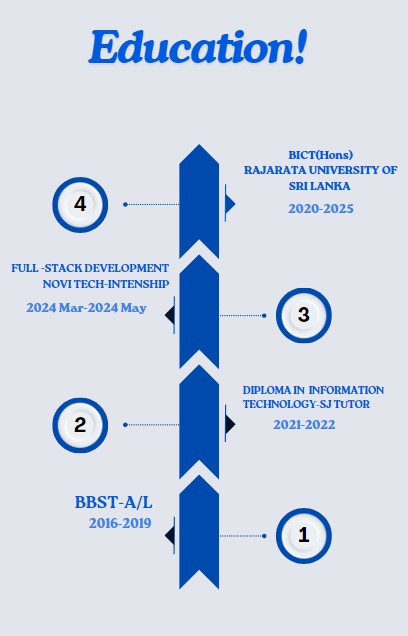 Education!
4
BICT(Hons)
RAJARATA UNIVERSITY OF
SRI LANKA
2020-2025
FULL -STACK DEVELOPMENT
NOVI TECH-INTENSHIP
2024 Mar-2024 May
3
2
DIPLOMA IN INFORMATION
TECHNOLOGY-SJ TUTOR
2021-2022
BBST-A/L
2016-2019
1